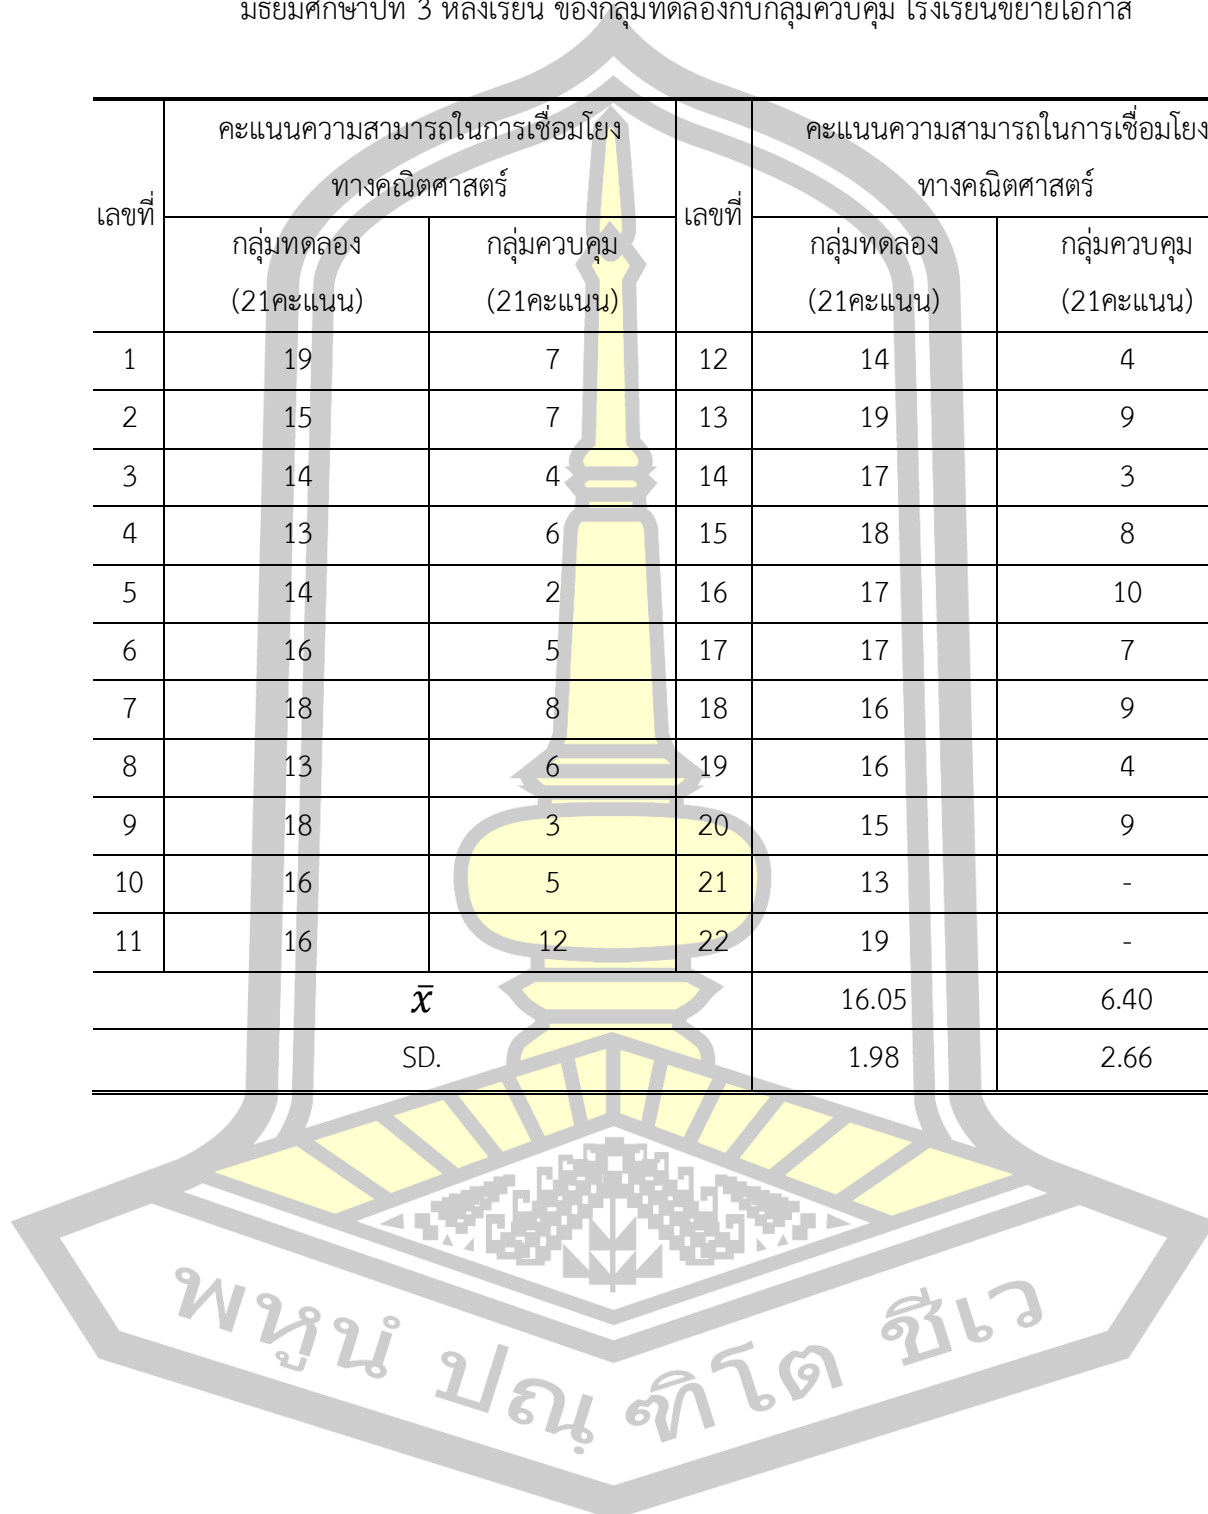 มัธยมศึกษาปีที่ 3 หลังเรียน ของกลุ่มทดลองกับกลุ่มควบคุม โรงเรียนขยายโอกาส
เลขที่ คะแนนความสามารถในการเชื่อมโยง ทางคณิตศาสตร์ เลขที่ คะแนนความสามารถในการเชื่อมโยง ทางคณิตศาสตร์
กลุ่มทดลอง กลุ่มควบคุม กลุ่มทดลอง กลุ่มควบคุม
(21คะแนน) (21คะแนน) (21คะแนน) (21คะแนน)
1 19 7 12 14 4
2 15 7 13 19 9
3 14 4 14 17 3
4 13 6 15 18 8
5 14 2 16 17 10
6 16 5 17 17 7
7 18 8 18 16 9
8 13 6 19 16 4
9 18 3 20 15 9
10 16 5 21 13 -
11 16 12 22 19 -
x̄ 16.05 6.40
SD. 1.98 2.66
พหูนํ ปณฺฑิโต ชีเว